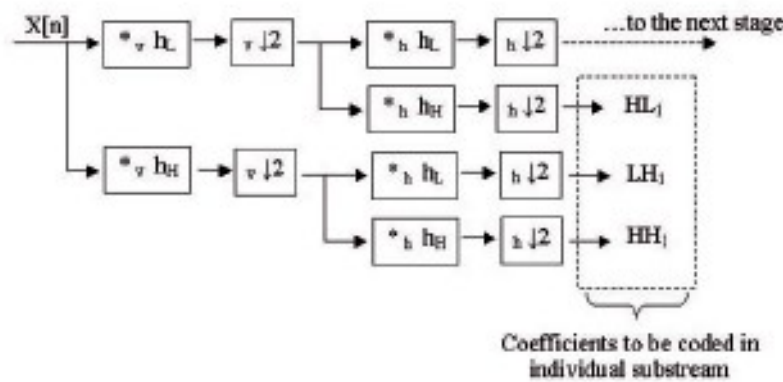 X[n]
...to the next stage
*v hL v ↓2 *h hL h ↓2
*h hH h ↓2 HL1
*v hH v ↓2 *h hL h ↓2 LH1
*h hH h ↓2 HH1
Coefficients to be coded in
individual substream